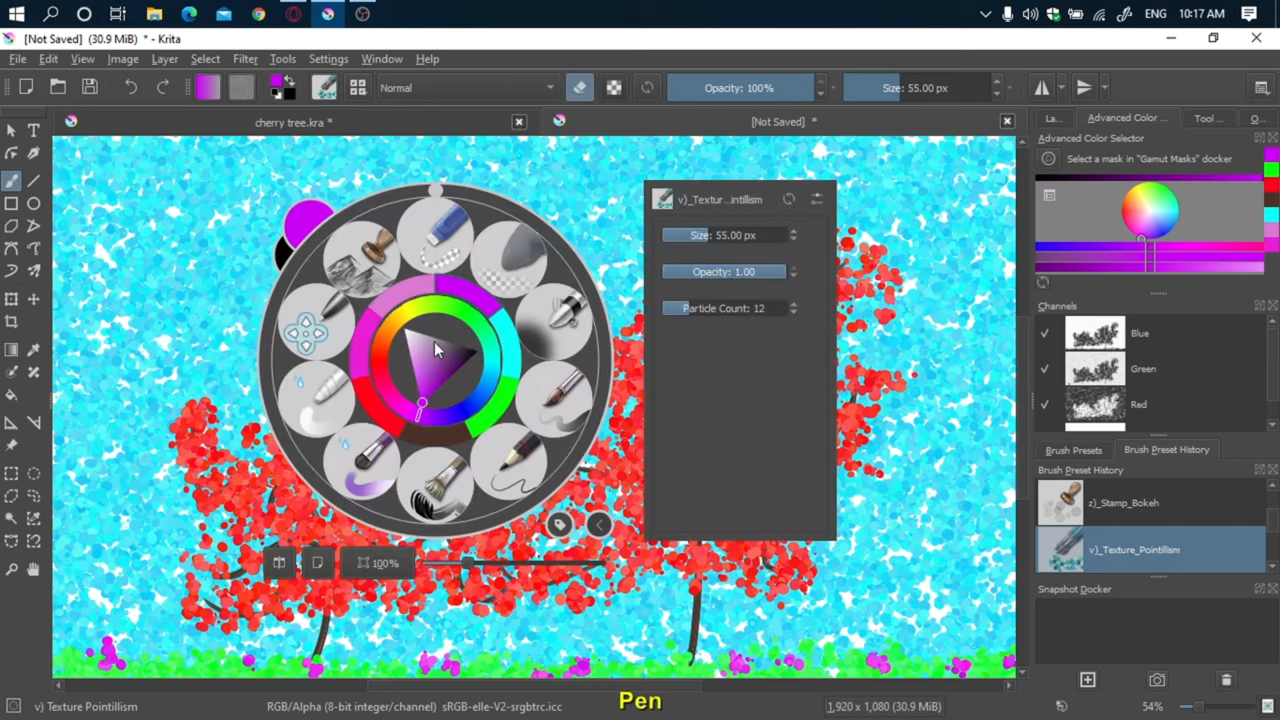 ENG 10:17 AM
[Not Saved] (30.9 MiB) * - Krita
File Edit View Image Layer Select Filter Tools Settings Window Help
Normal Opacity: 100% Size: 55.00 px
cherry tree.kra * [Not Saved] * La... Advanced Color ... Tool ... O...
Advanced Color Selector
Select a mask in "Gamut Masks" docker
v)_Textur...intillism
Size: 55.00 px
Opacity: 1.00
Particle Count: 12
Channels
Blue
Green
Red
Brush Presets Brush Preset History
Brush Preset History
z)_Stamp_Bokeh
v)_Texture_Pointillism
100%
Snapshot Docker
Pen
v) Texture Pointillism RGB/Alpha (8-bit integer/channel) sRGB-elle-V2-srgbtrc.icc 1,920 x 1,080 (30.9 MiB) 54%